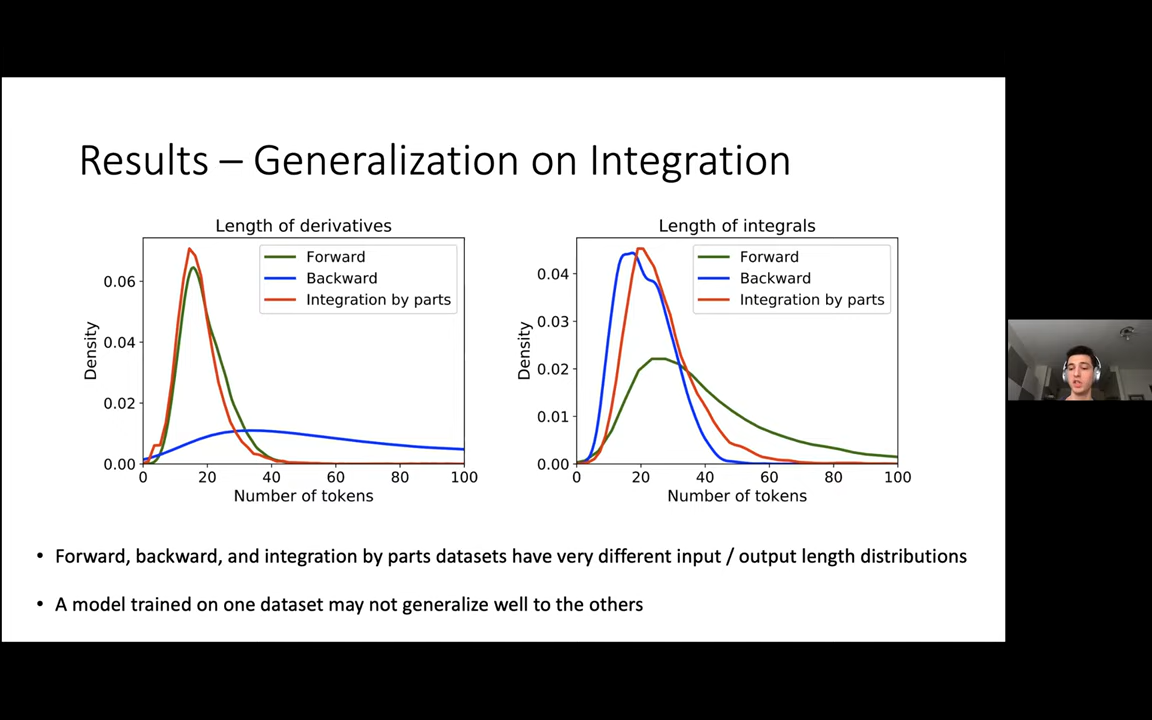 Results – Generalization on Integration
Length of derivatives
Forward
Backward
Integration by parts
0.06
0.04
0.02
0.00
Density
0
20
40
60
80
100
Number of tokens
Length of integrals
Forward
Backward
Integration by parts
0.04
0.03
0.02
0.01
0.00
Density
0
20
40
60
80
100
Number of tokens
• Forward, backward, and integration by parts datasets have very different input / output length distributions
• A model trained on one dataset may not generalize well to the others